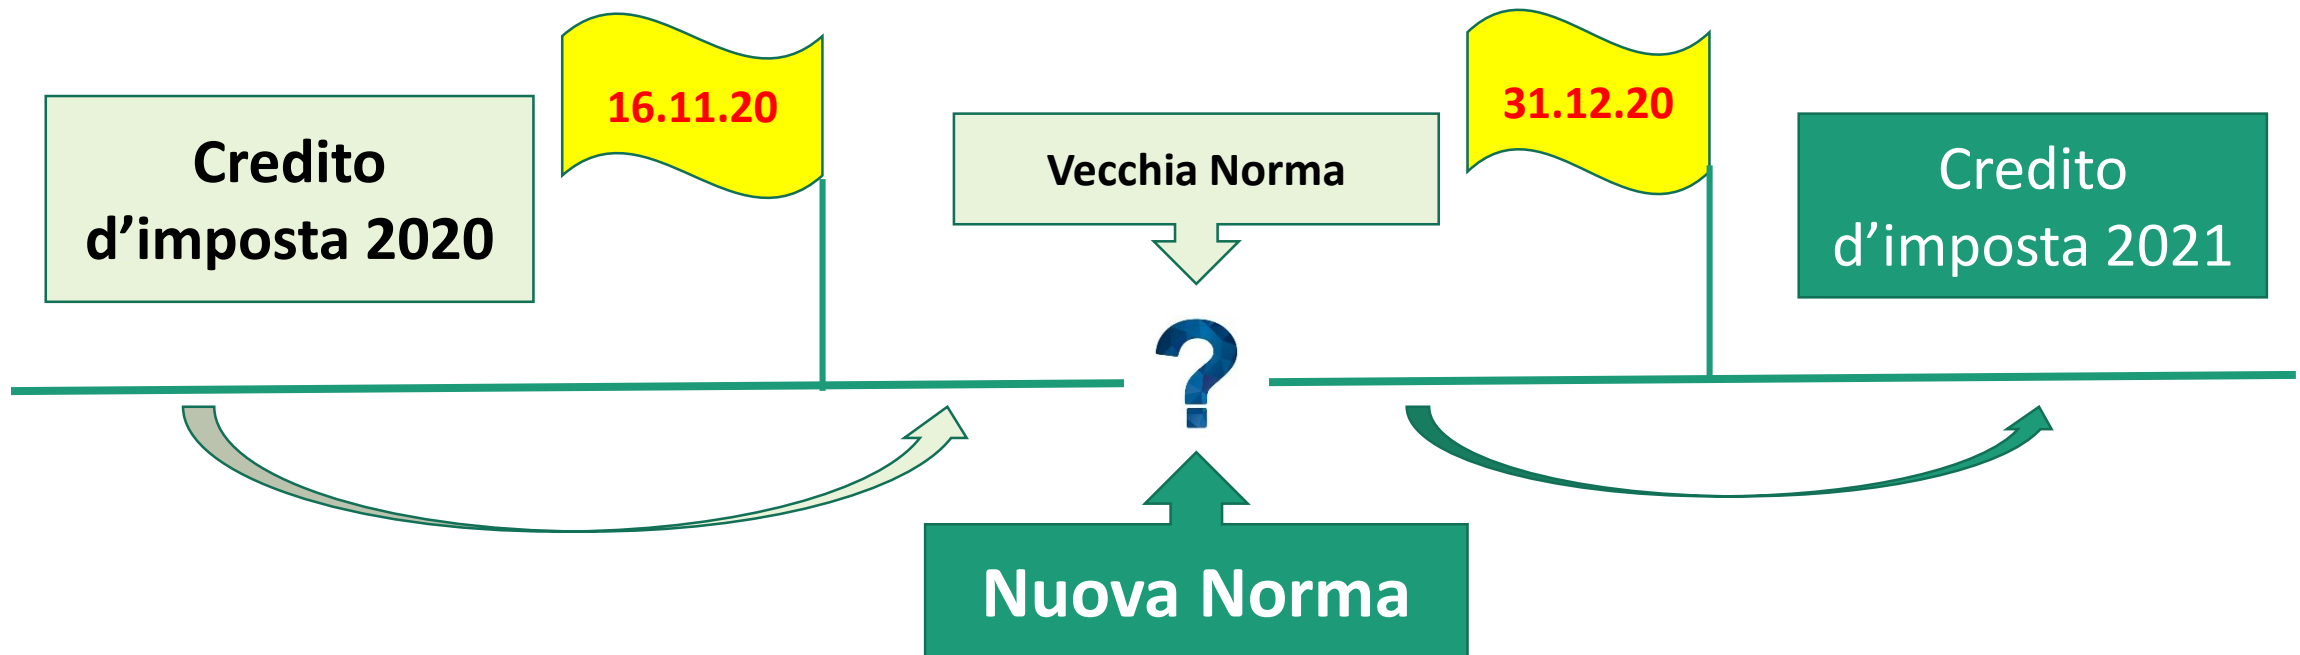 Credito
d’imposta 2020
16.11.20
Vecchia Norma
31.12.20
Credito
d’imposta 2021
?
Nuova Norma